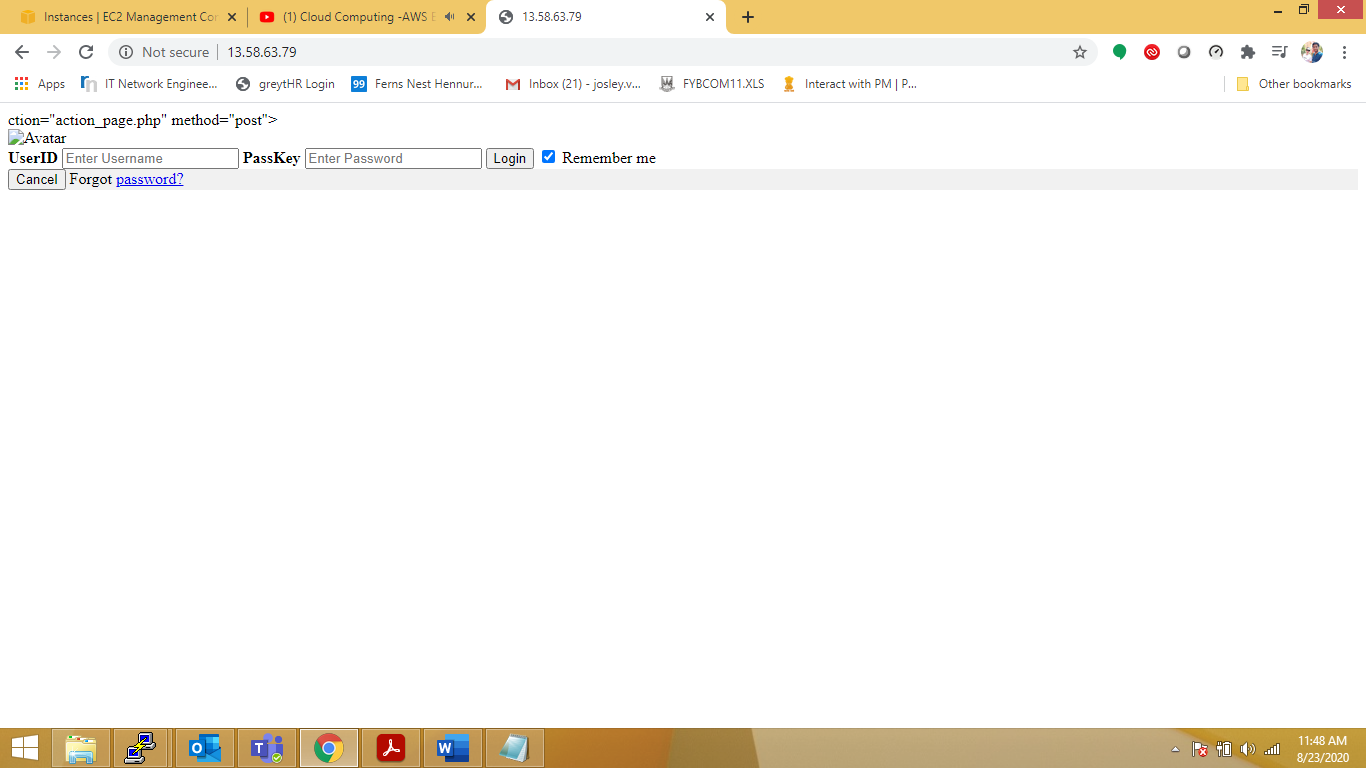 Instances | EC2 Management Cor
(1) Cloud Computing -AWS E
13.58.63.79
Not secure
13.58.63.79
Apps
IT Network Enginee...
greytHR Login
99
Ferns Nest Hennur...
Inbox (21) - josley.v...
FYBCOM11.XLS
Interact with PM | P...
Other bookmarks
ction="action_page.php" method="post">
Avatar
UserID Enter Username PassKey Enter Password Login Remember me
Cancel Forgot password?
11:48 AM
8/23/2020